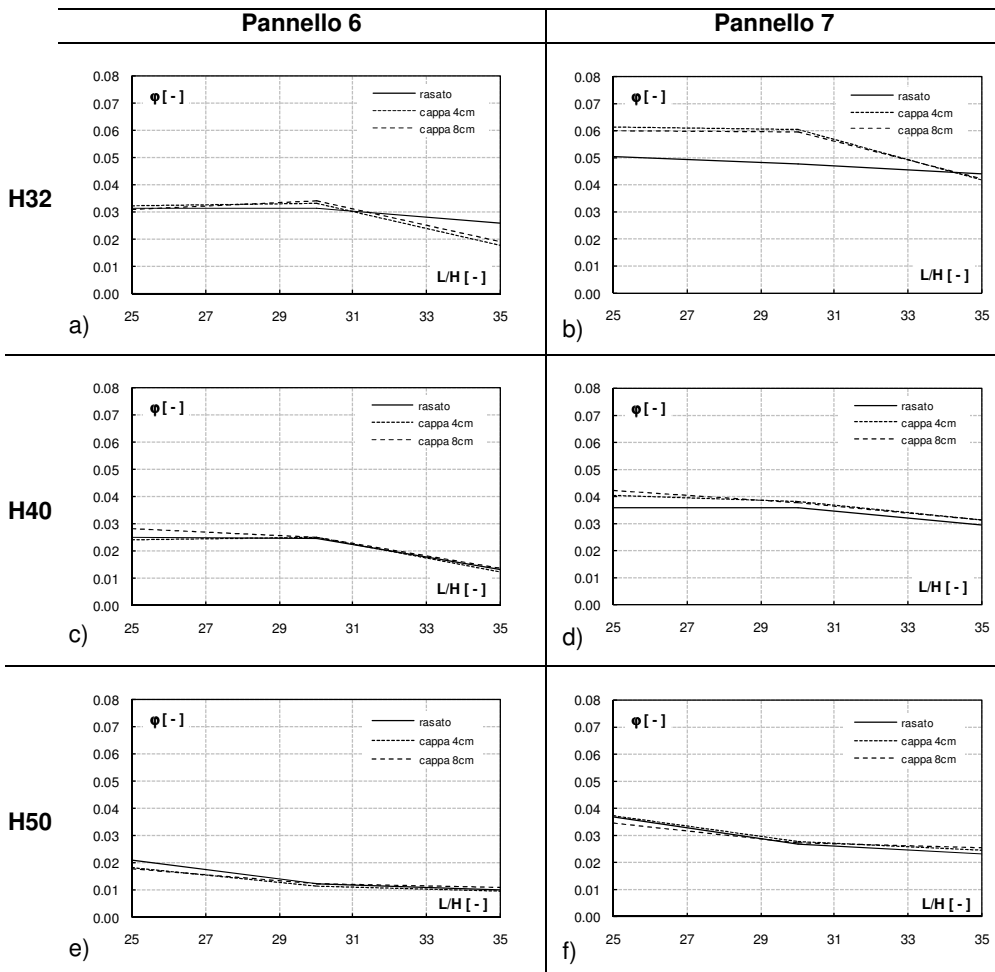 Pannello 6
Pannello 7
H32
0.08
0.07
0.06
0.05
0.04
0.03
0.02
0.01
0.00
φ [ - ]
rasato
cappa 4cm
cappa 8cm
L/H [ - ]
25 27 29 31 33 35
a)
0.08
0.07
0.06
0.05
0.04
0.03
0.02
0.01
0.00
φ [ - ]
rasato
cappa 4cm
cappa 8cm
L/H [ - ]
25 27 29 31 33 35
b)
H40
0.08
0.07
0.06
0.05
0.04
0.03
0.02
0.01
0.00
φ [ - ]
rasato
cappa 4cm
cappa 8cm
L/H [ - ]
25 27 29 31 33 35
c)
0.08
0.07
0.06
0.05
0.04
0.03
0.02
0.01
0.00
φ [ - ]
rasato
cappa 4cm
cappa 8cm
L/H [ - ]
25 27 29 31 33 35
d)
H50
0.08
0.07
0.06
0.05
0.04
0.03
0.02
0.01
0.00
φ [ - ]
rasato
cappa 4cm
cappa 8cm
L/H [ - ]
25 27 29 31 33 35
e)
0.08
0.07
0.06
0.05
0.04
0.03
0.02
0.01
0.00
φ [ - ]
rasato
cappa 4cm
cappa 8cm
L/H [ - ]
25 27 29 31 33 35
f)